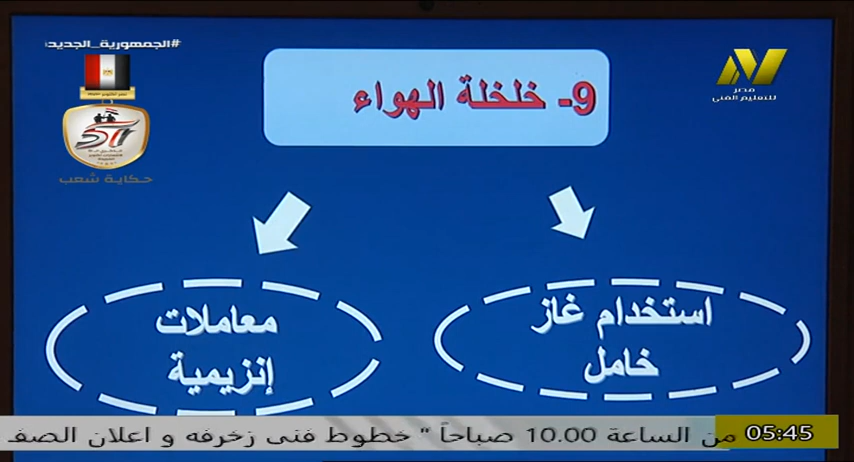 #الجمهورية_الجديدة
حكاية شعب
مصر
للتعليم الفنى
9- خلخلة الهواء
استخدام غاز
خامل
معاملات
إنزيمية
من الساعة 10.00 صباحاً " خطوط فنى زخرفه و اعلان الصف
05:45